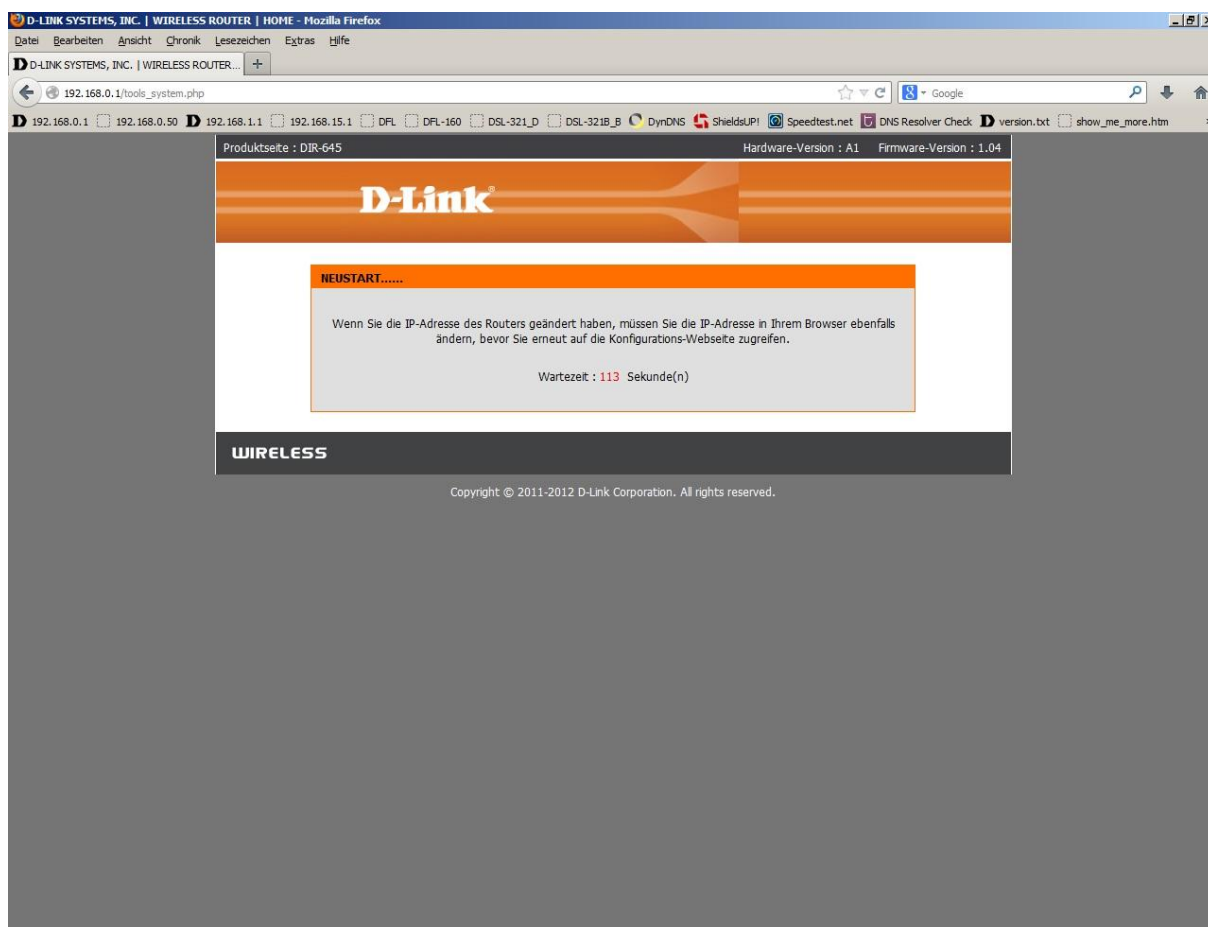 D-LINK SYSTEMS, INC. | WIRELESS ROUTER | HOME - Mozilla Firefox
Datei Bearbeiten Ansicht Chronik Lesezeichen Extras Hilfe
D-LINK SYSTEMS, INC. | WIRELESS ROUTER... +
192.168.0.1/tools_system.php Google
192.168.0.1 192.168.0.50 192.168.1.1 192.168.15.1 DFL DFL-160 DSL-321_D DSL-321B_B DynDNS ShieldsUP! Speedtest.net DNS Resolver Check version.txt show_me_more.htm
Produktseite : DIR-645 Hardware-Version : A1 Firmware-Version : 1.04
D-Link®
NEUSTART......
Wenn Sie die IP-Adresse des Routers geändert haben, müssen Sie die IP-Adresse in Ihrem Browser ebenfalls
ändern, bevor Sie erneut auf die Konfigurations-Webseite zugreifen.
Wartezeit : 113 Sekunde(n)
WIRELESS
Copyright © 2011-2012 D-Link Corporation. All rights reserved.